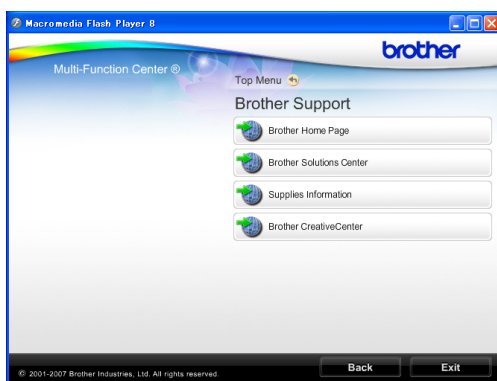 Macromedia Flash Player 8
brother
Multi-Function Center ®
Top Menu
Brother Support
Brother Home Page
Brother Solutions Center
Supplies Information
Brother CreativeCenter
© 2001-2007 Brother Industries, Ltd. All rights reserved.
Back
Exit